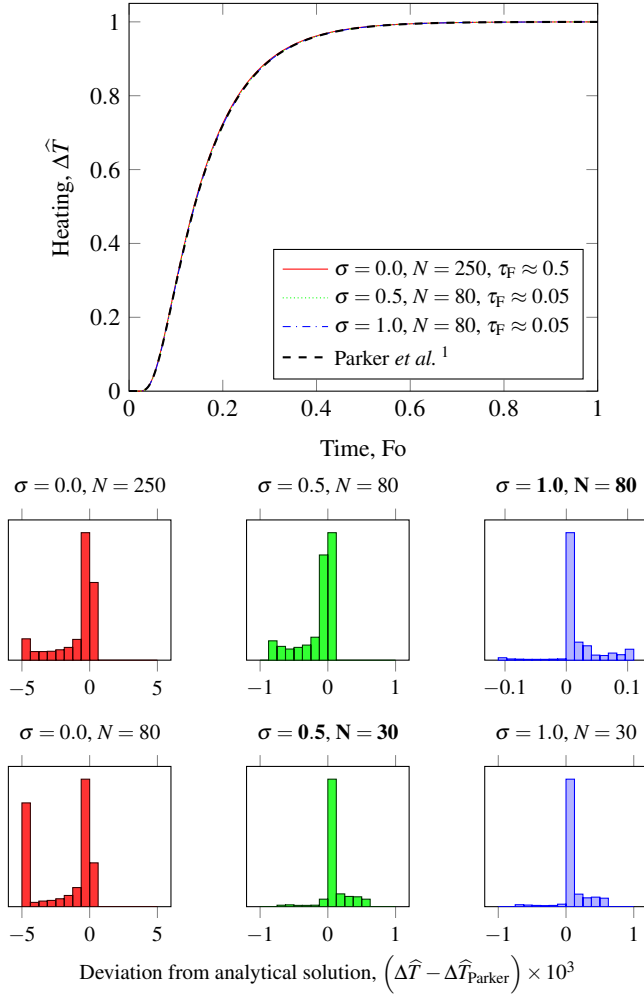 1
0.8
0.6
0.4
0.2
0
Heating, ΔT̂
σ = 0.0, N = 250, τF ≈ 0.5
σ = 0.5, N = 80, τF ≈ 0.05
σ = 1.0, N = 80, τF ≈ 0.05
Parker et al. ¹
0 0.2 0.4 0.6 0.8 1
Time, Fo
σ = 0.0, N = 250 σ = 0.5, N = 80 σ = 1.0, N = 80
−5 0 5 −1 0 1 −0.1 0 0.1
σ = 0.0, N = 80 σ = 0.5, N = 30 σ = 1.0, N = 30
−5 0 5 −1 0 1 −1 0 1
Deviation from analytical solution, (ΔT̂ − ΔT̂Parker) × 10³